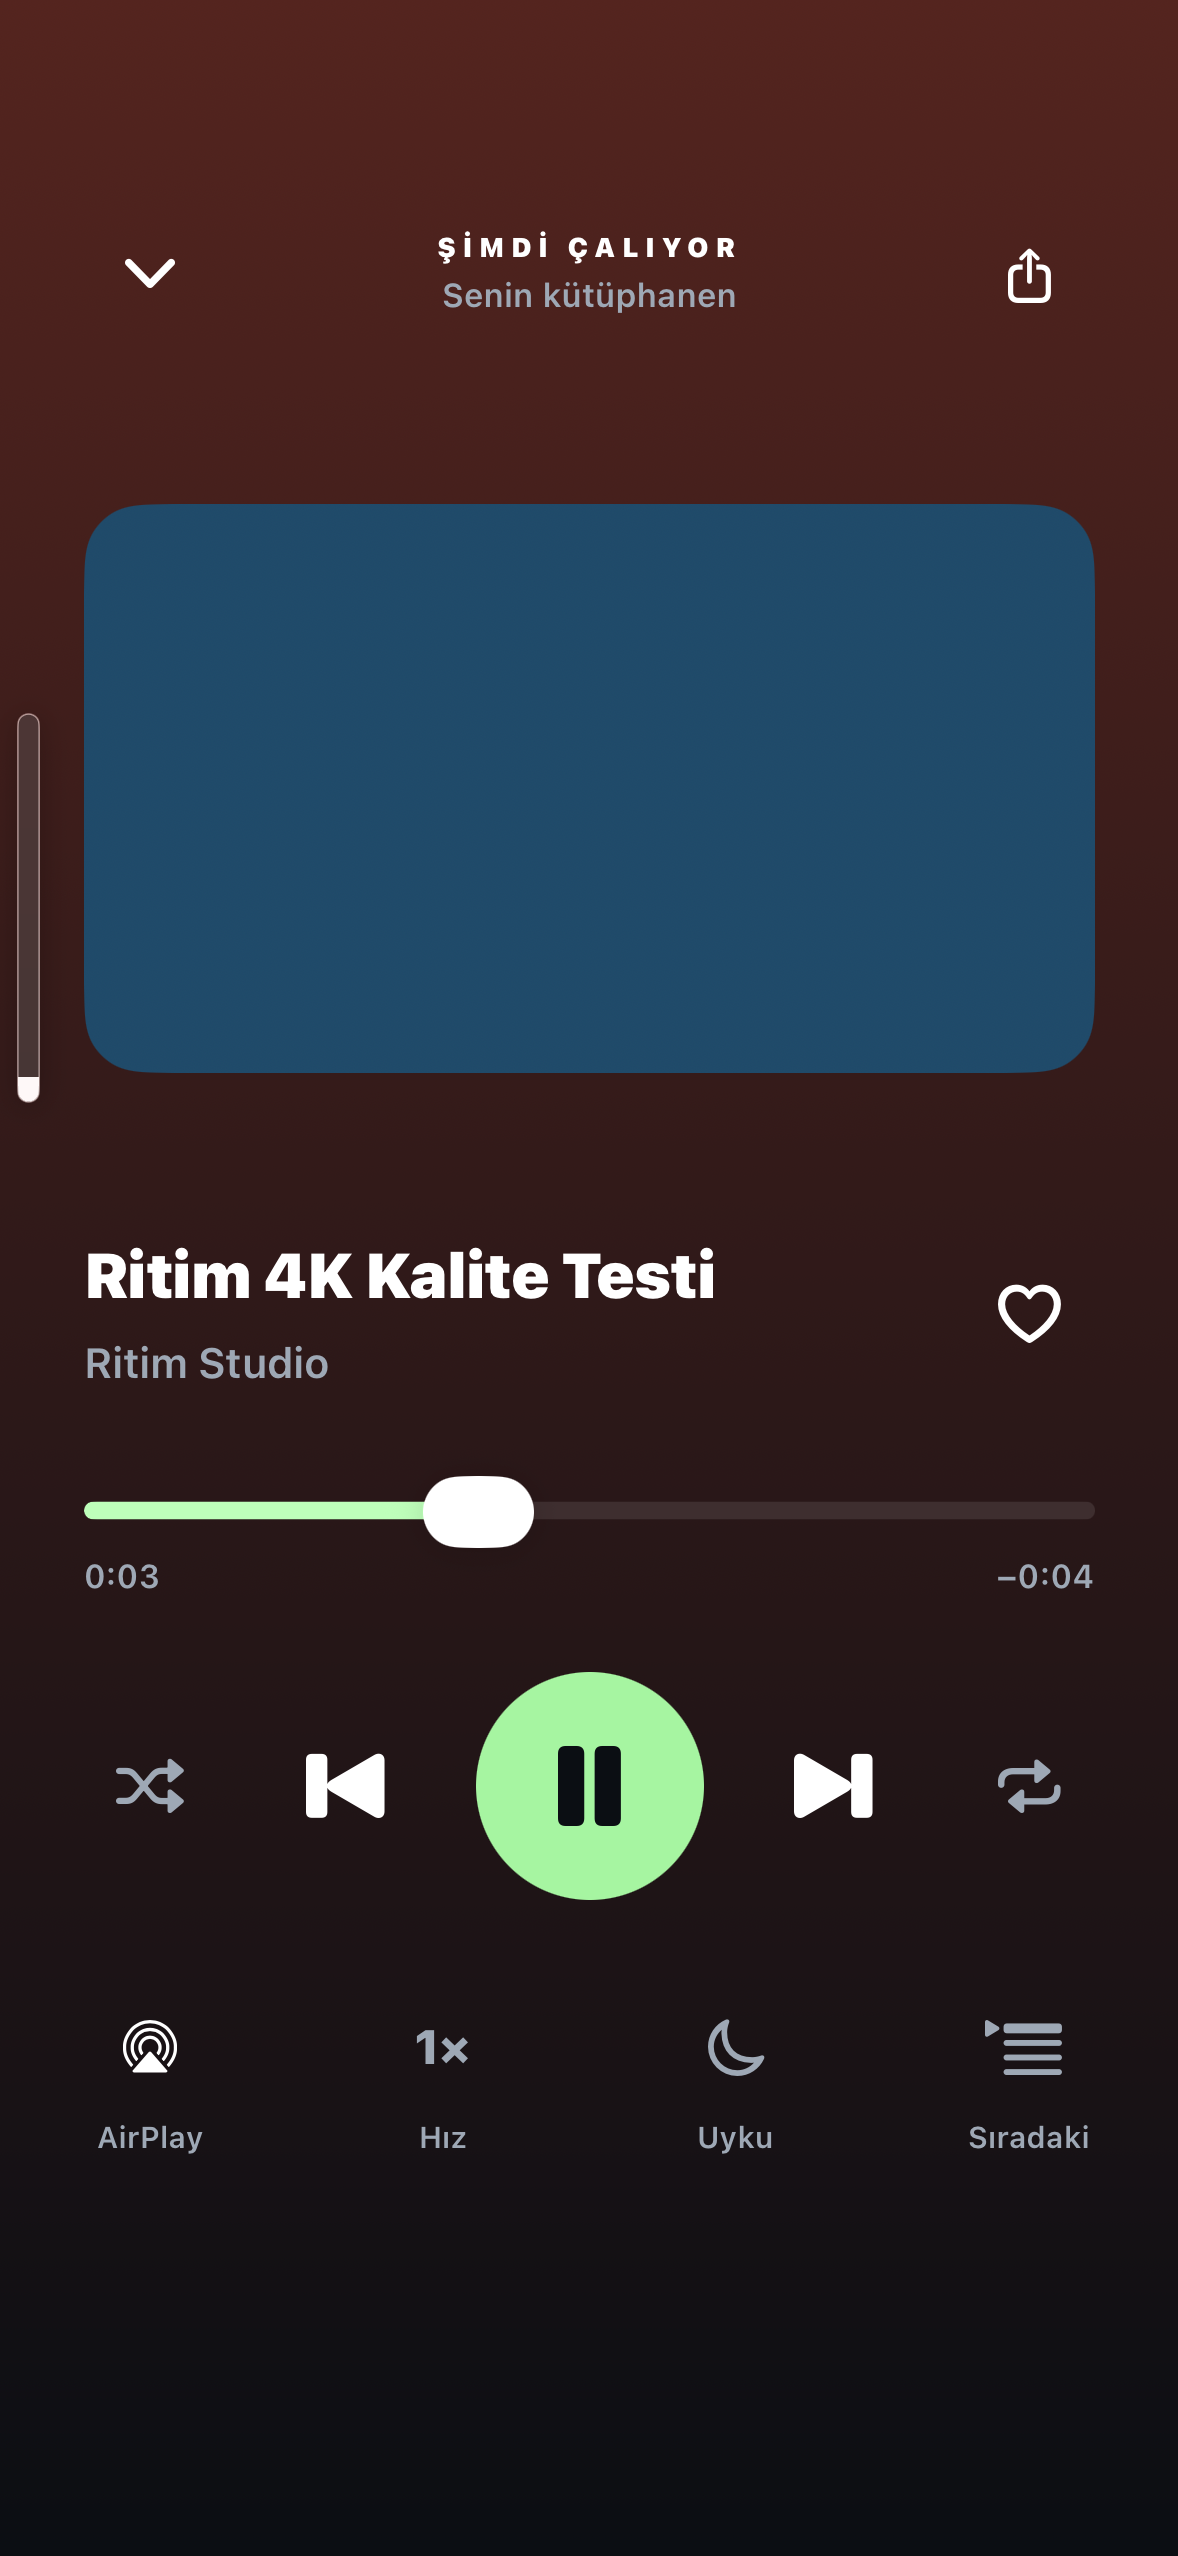 ŞİMDİ ÇALIYOR
Senin kütüphanen
Ritim 4K Kalite Testi
Ritim Studio
0:03
–0:04
1×
AirPlay
Hız
Uyku
Sıradaki